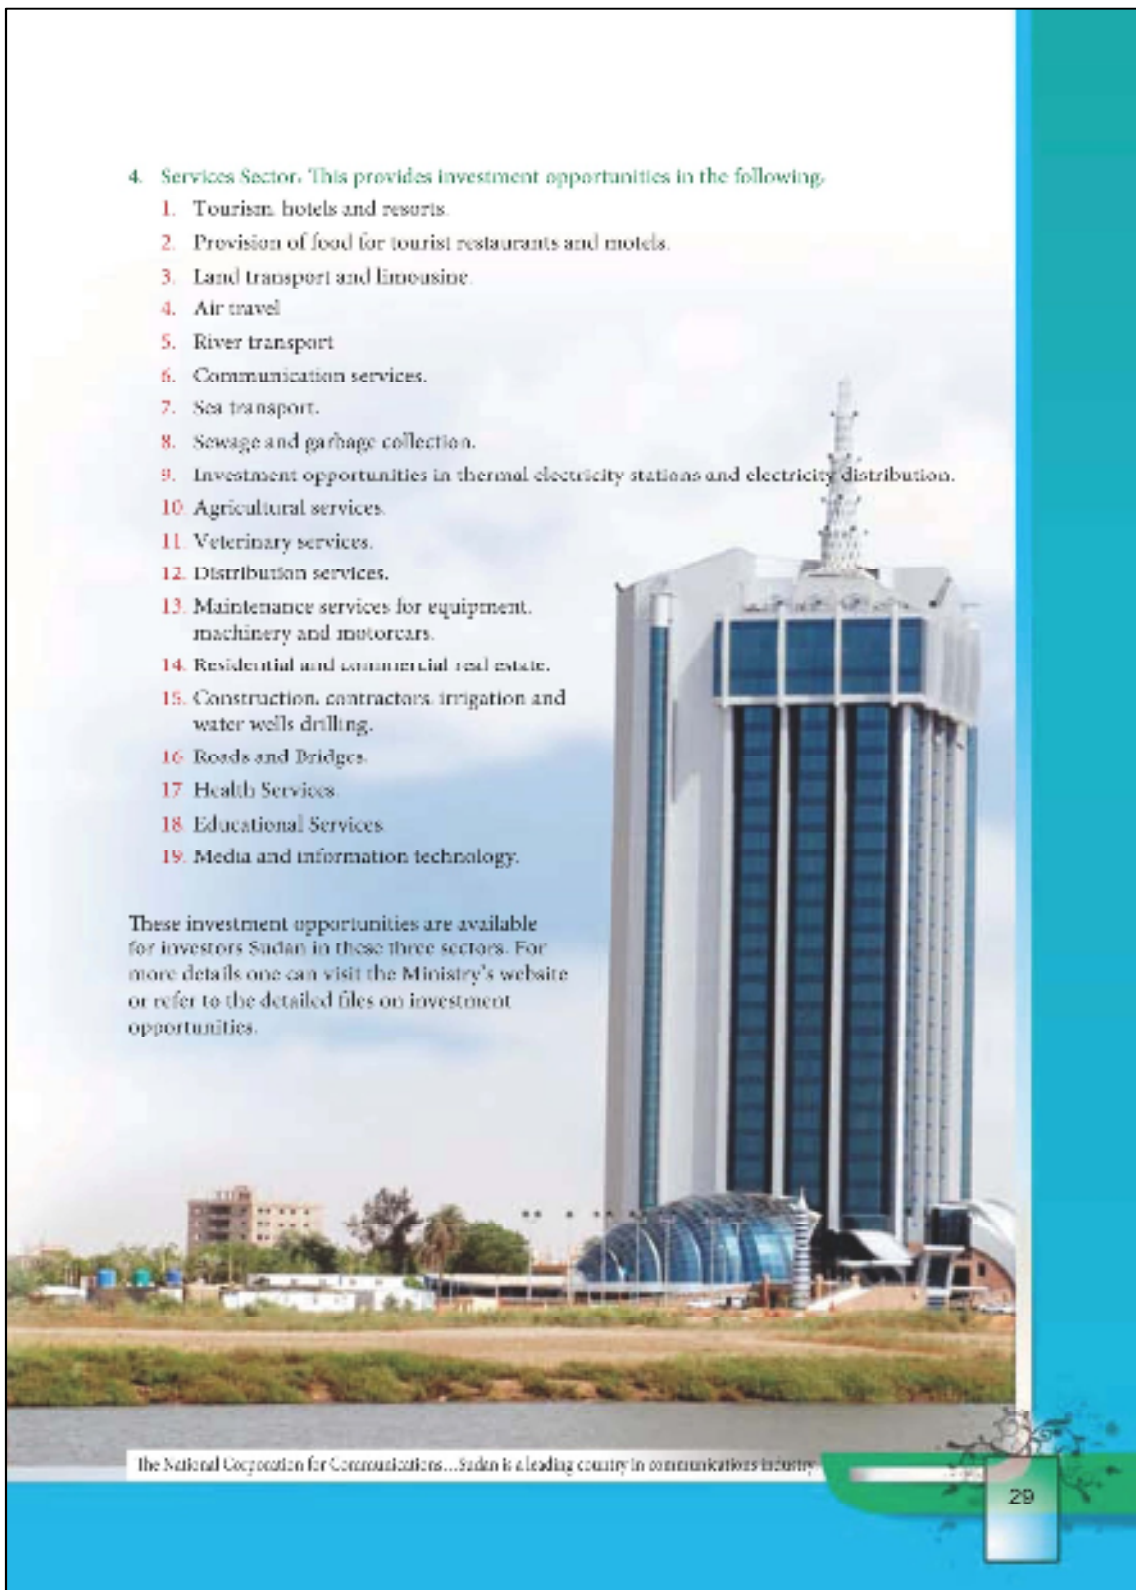 4. Services Sector. This provides investment opportunities in the following.
1. Tourism, hotels and resorts.
2. Provision of food for tourist restaurants and motels.
3. Land transport and limousine.
4. Air travel
5. River transport
6. Communication services.
7. Sea transport.
8. Sewage and garbage collection.
9. Investment opportunities in thermal electricity stations and electricity distribution.
10. Agricultural services.
11. Veterinary services.
12. Distribution services.
13. Maintenance services for equipment,
machinery and motorcars.
14. Residential and commercial real estate.
15. Construction, contractors, irrigation and
water wells drilling.
16. Roads and Bridges.
17. Health Services.
18. Educational Services.
19. Media and information technology.
These investment opportunities are available
for investors Sudan in these three sectors. For
more details one can visit the Ministry's website
or refer to the detailed files on investment
opportunities.
The National Corporation for Communications...Sudan is a leading country in communications industry
29